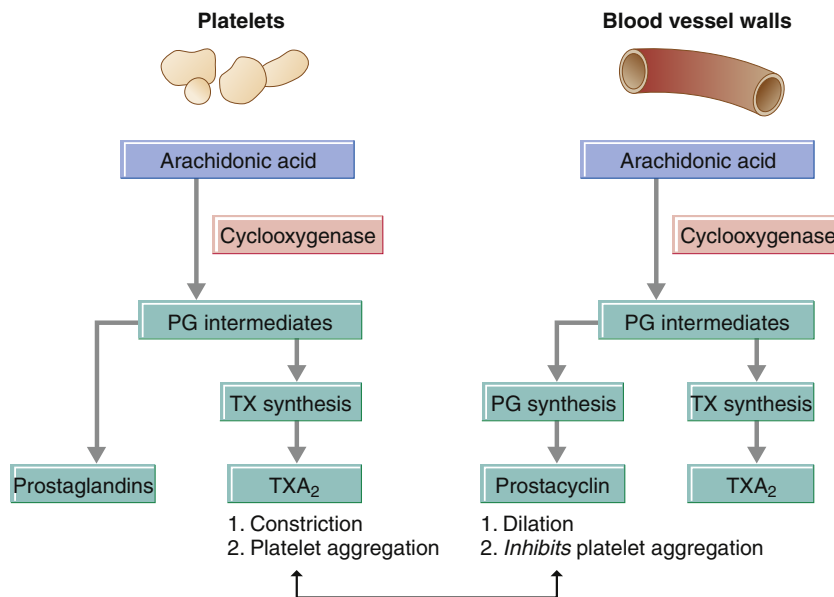 Platelets
Arachidonic acid
Cyclooxygenase
PG intermediates
TX synthesis
Prostaglandins
TXA₂
1. Constriction
2. Platelet aggregation
Blood vessel walls
Arachidonic acid
Cyclooxygenase
PG intermediates
PG synthesis
TX synthesis
Prostacyclin
TXA₂
1. Dilation
2. Inhibits platelet aggregation